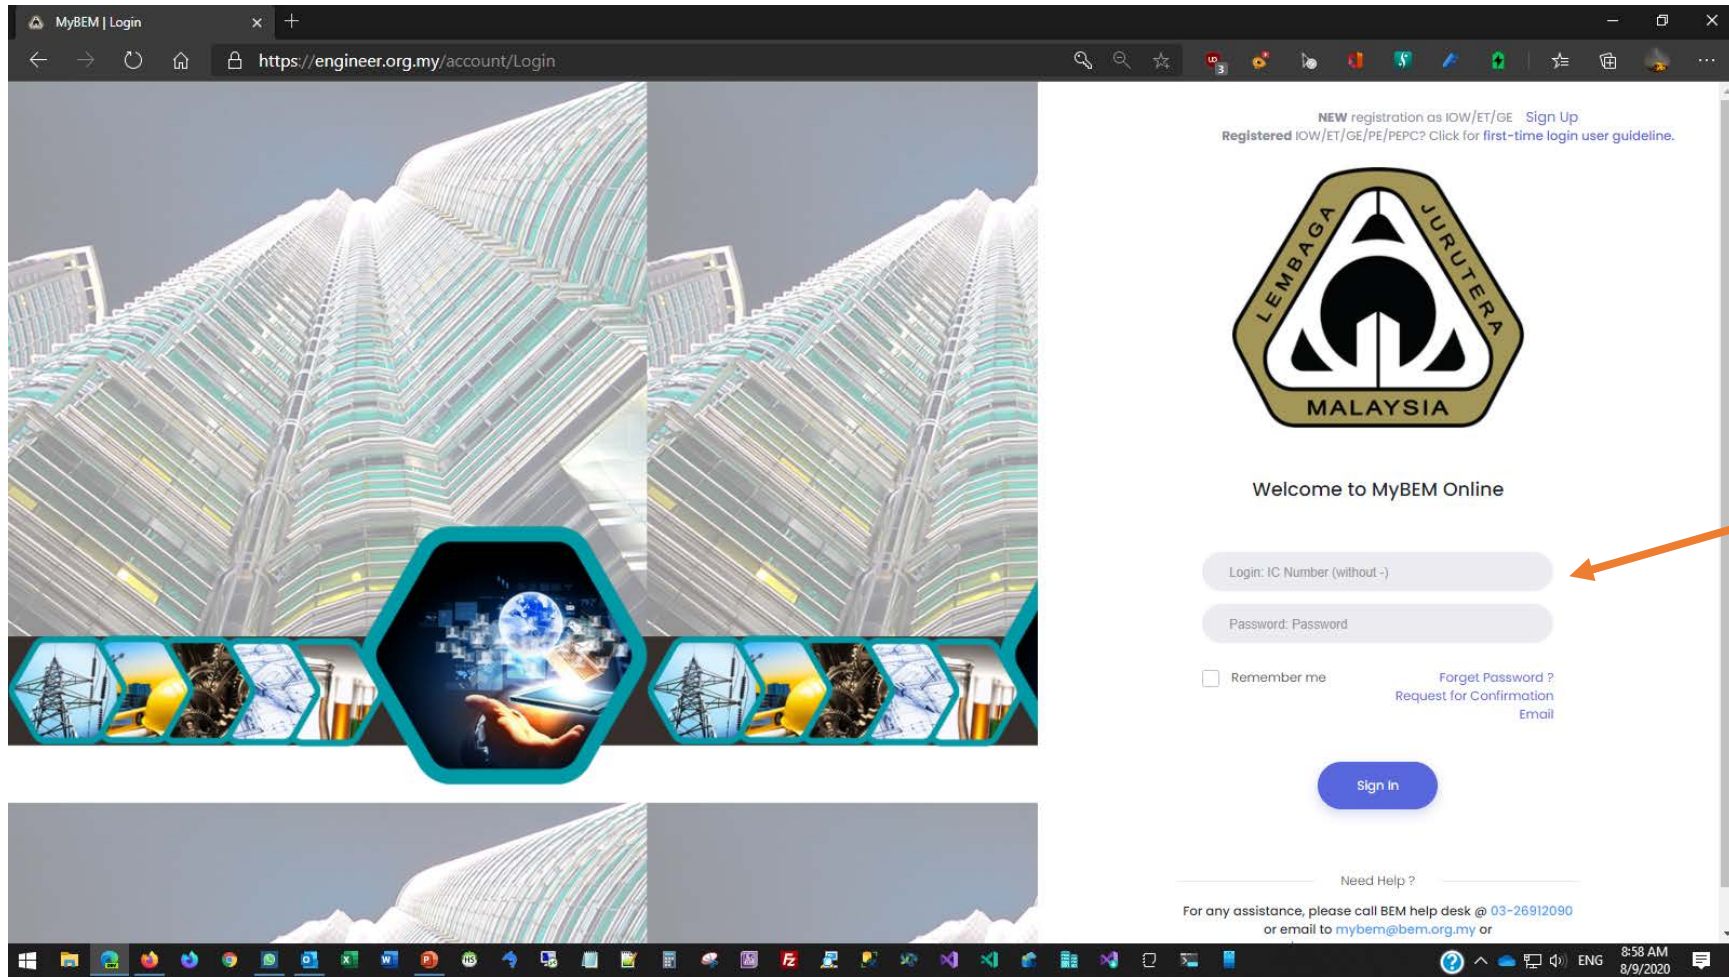 MyBEM | Login
https://engineer.org.my/account/Login
NEW registration as IOW/ET/GE Sign Up
Registered IOW/ET/GE/PE/PEPC? Click for first-time login user guideline.
LEMBAGA JURUTERA
MALAYSIA
Welcome to MyBEM Online
Login: IC Number (without -)
Password: Password
Remember me
Forget Password ?
Request for Confirmation
Email
Sign In
Need Help ?
For any assistance, please call BEM help desk @ 03-26912090
or email to mybem@bem.org.my or
ENG
8:58 AM
8/9/2020